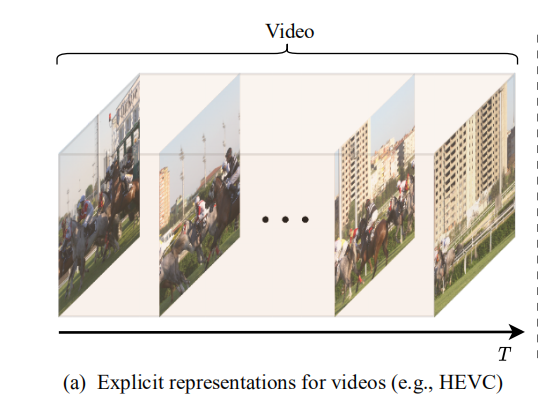 Video
T
(a) Explicit representations for videos (e.g., HEVC)